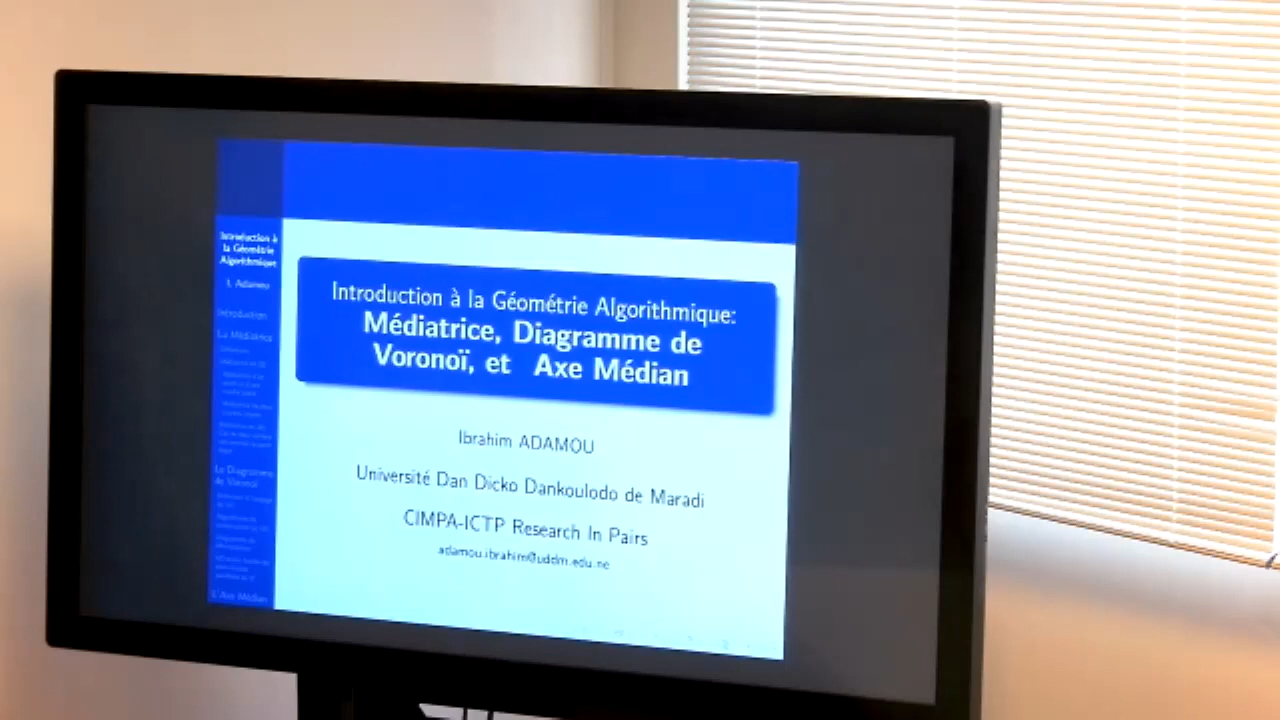 Introduction à
la Géométrie
Algorithmique
I. Adamou
Introduction
La Médiatrice
Le Diagramme
de Voronoï
L'Axe Médian
Introduction à la Géométrie Algorithmique:
Médiatrice, Diagramme de
Voronoï, et Axe Médian
Ibrahim ADAMOU
Université Dan Dicko Dankoulodo de Maradi
CIMPA-ICTP Research In Pairs
adamou.ibrahim@uddm.edu.ne